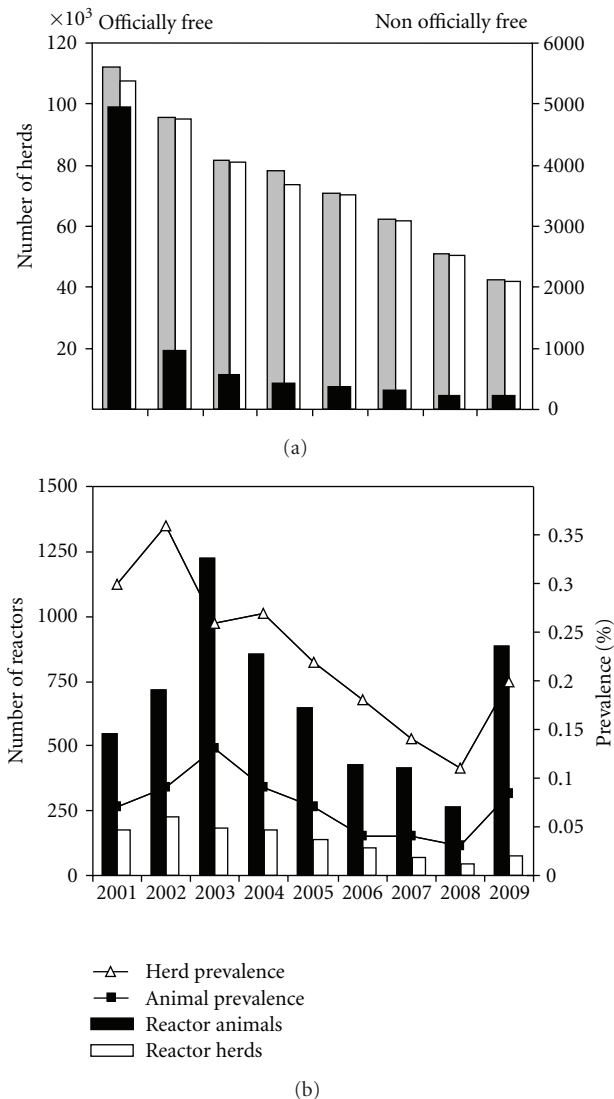 ×10³ Officially free Non officially free
120 6000
100 5000
80 4000
60 3000
40 2000
20 1000
0
Number of herds
(a)
1500
1250 0.35
0.3
1000 0.25
750 0.2
0.15
500
0.1
250 0.05
0 0
Number of reactors
Prevalence (%)
2001 2002 2003 2004 2005 2006 2007 2008 2009
Herd prevalence
Animal prevalence
Reactor animals
Reactor herds
(b)